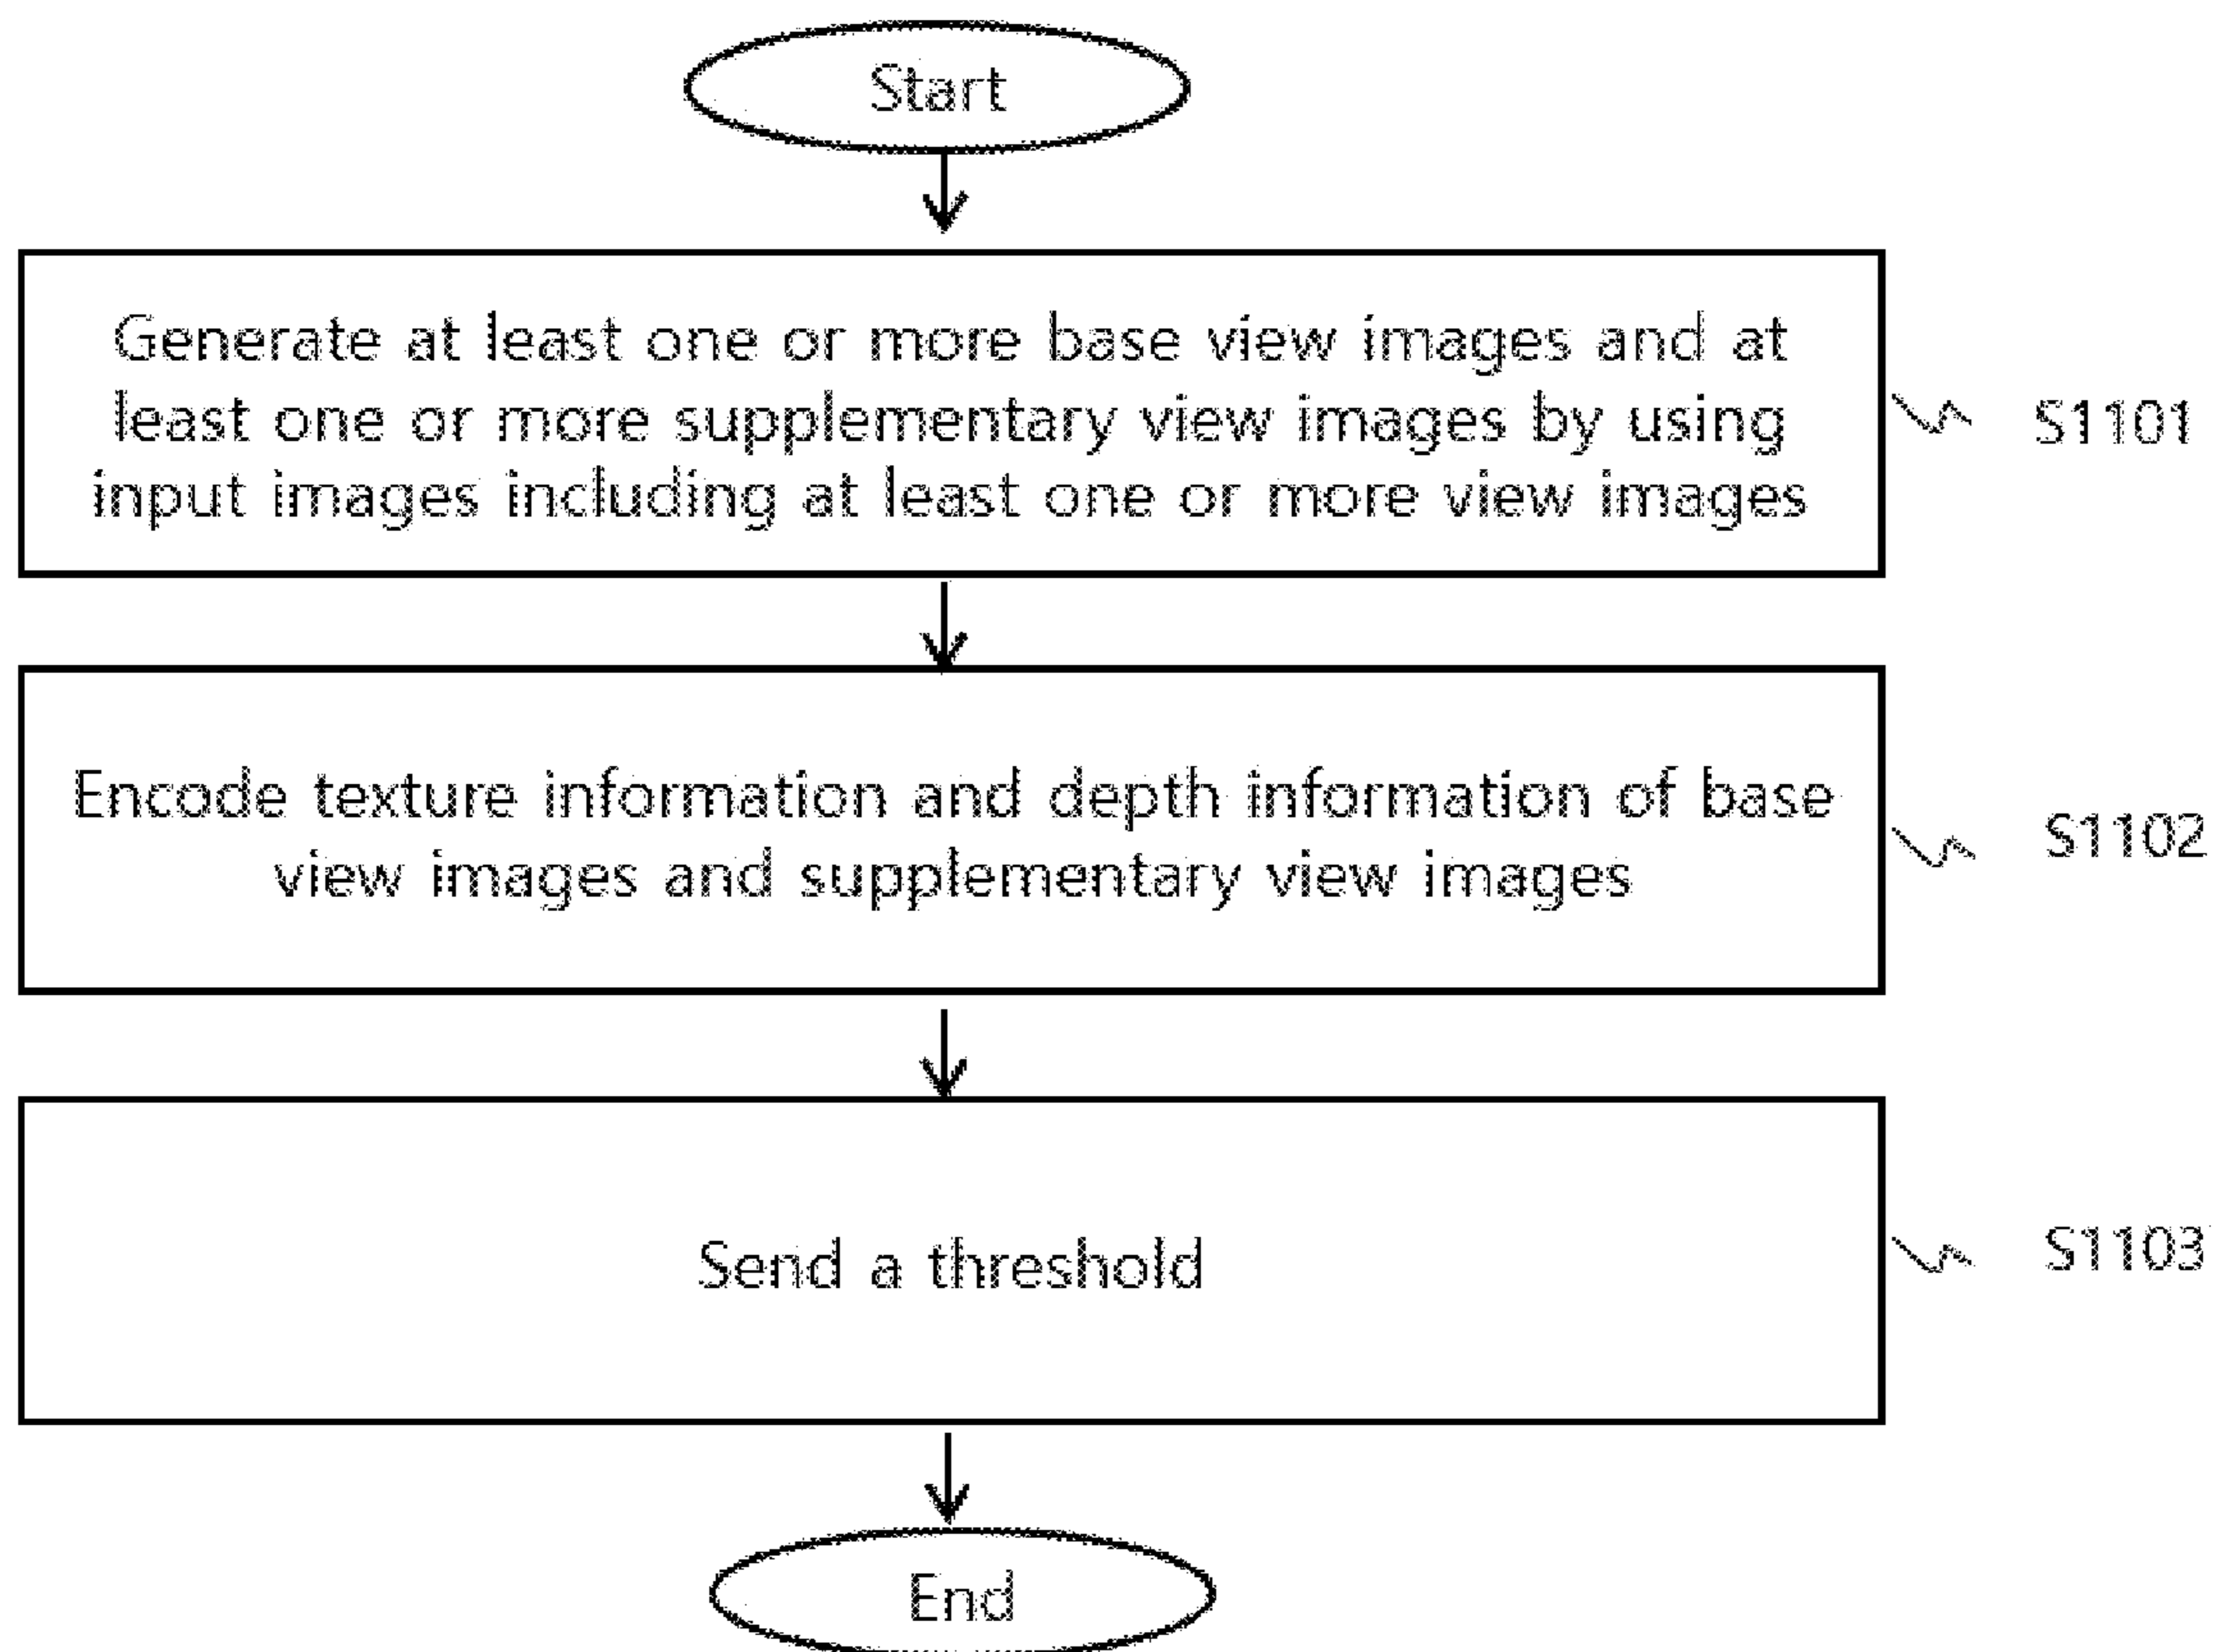 Start
Generate at least one or more base view images and at
least one or more supplementary view images by using
input images including at least one or more view images
S1101
Encode texture information and depth information of base
view images and supplementary view images
S1102
Send a threshold
S1103
End